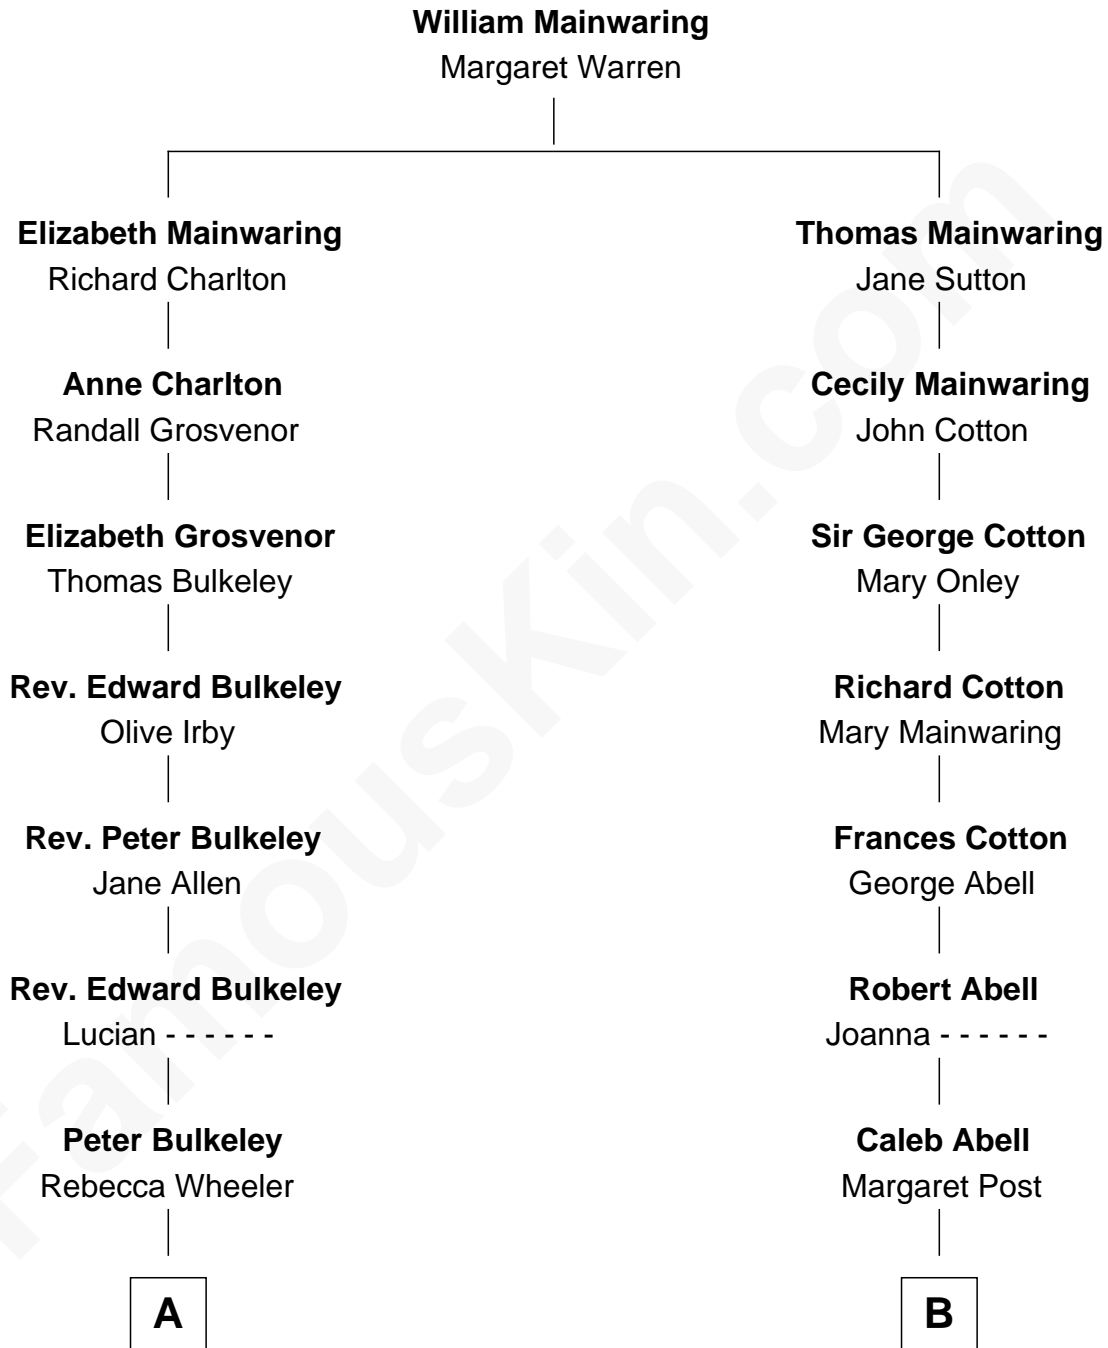 William Mainwaring
Margaret Warren
Elizabeth Mainwaring
Richard Charlton
Anne Charlton
Randall Grosvenor
Elizabeth Grosvenor
Thomas Bulkeley
Rev. Edward Bulkeley
Olive Irby
Rev. Peter Bulkeley
Jane Allen
Rev. Edward Bulkeley
Lucian - - - - - -
Peter Bulkeley
Rebecca Wheeler
A
Thomas Mainwaring
Jane Sutton
Cecily Mainwaring
John Cotton
Sir George Cotton
Mary Onley
Richard Cotton
Mary Mainwaring
Frances Cotton
George Abell
Robert Abell
Joanna - - - - - -
Caleb Abell
Margaret Post
B
FamousKin.com